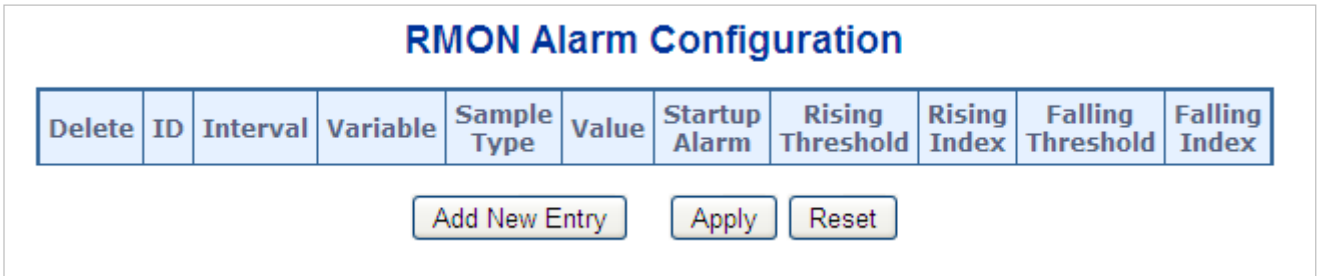 RMON Alarm Configuration
Delete ID Interval Variable Sample Type Value Startup Alarm Rising Threshold Rising Index Falling Threshold Falling Index
Add New Entry Apply Reset